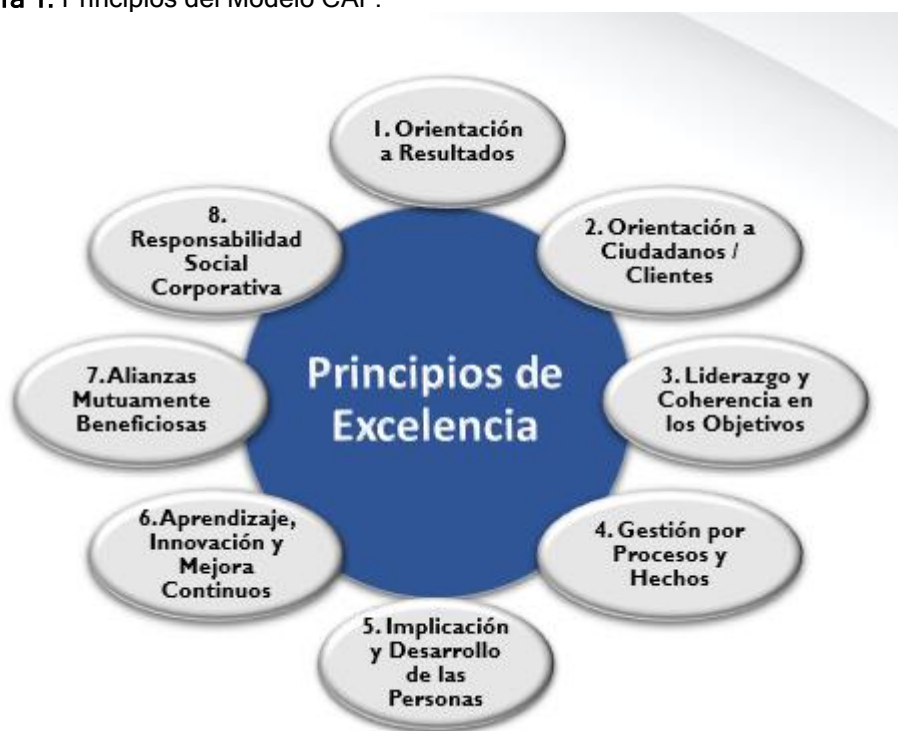 1. Principios del Modelo CAF.
1. Orientación
a Resultados
2. Orientación a
Ciudadanos /
Clientes
3. Liderazgo y
Coherencia en
los Objetivos
4. Gestión por
Procesos y
Hechos
5. Implicación
y Desarrollo
de las
Personas
6. Aprendizaje,
Innovación y
Mejora
Continuos
7. Alianzas
Mutuamente
Beneficiosas
8.
Responsabilidad
Social
Corporativa
Principios de
Excelencia